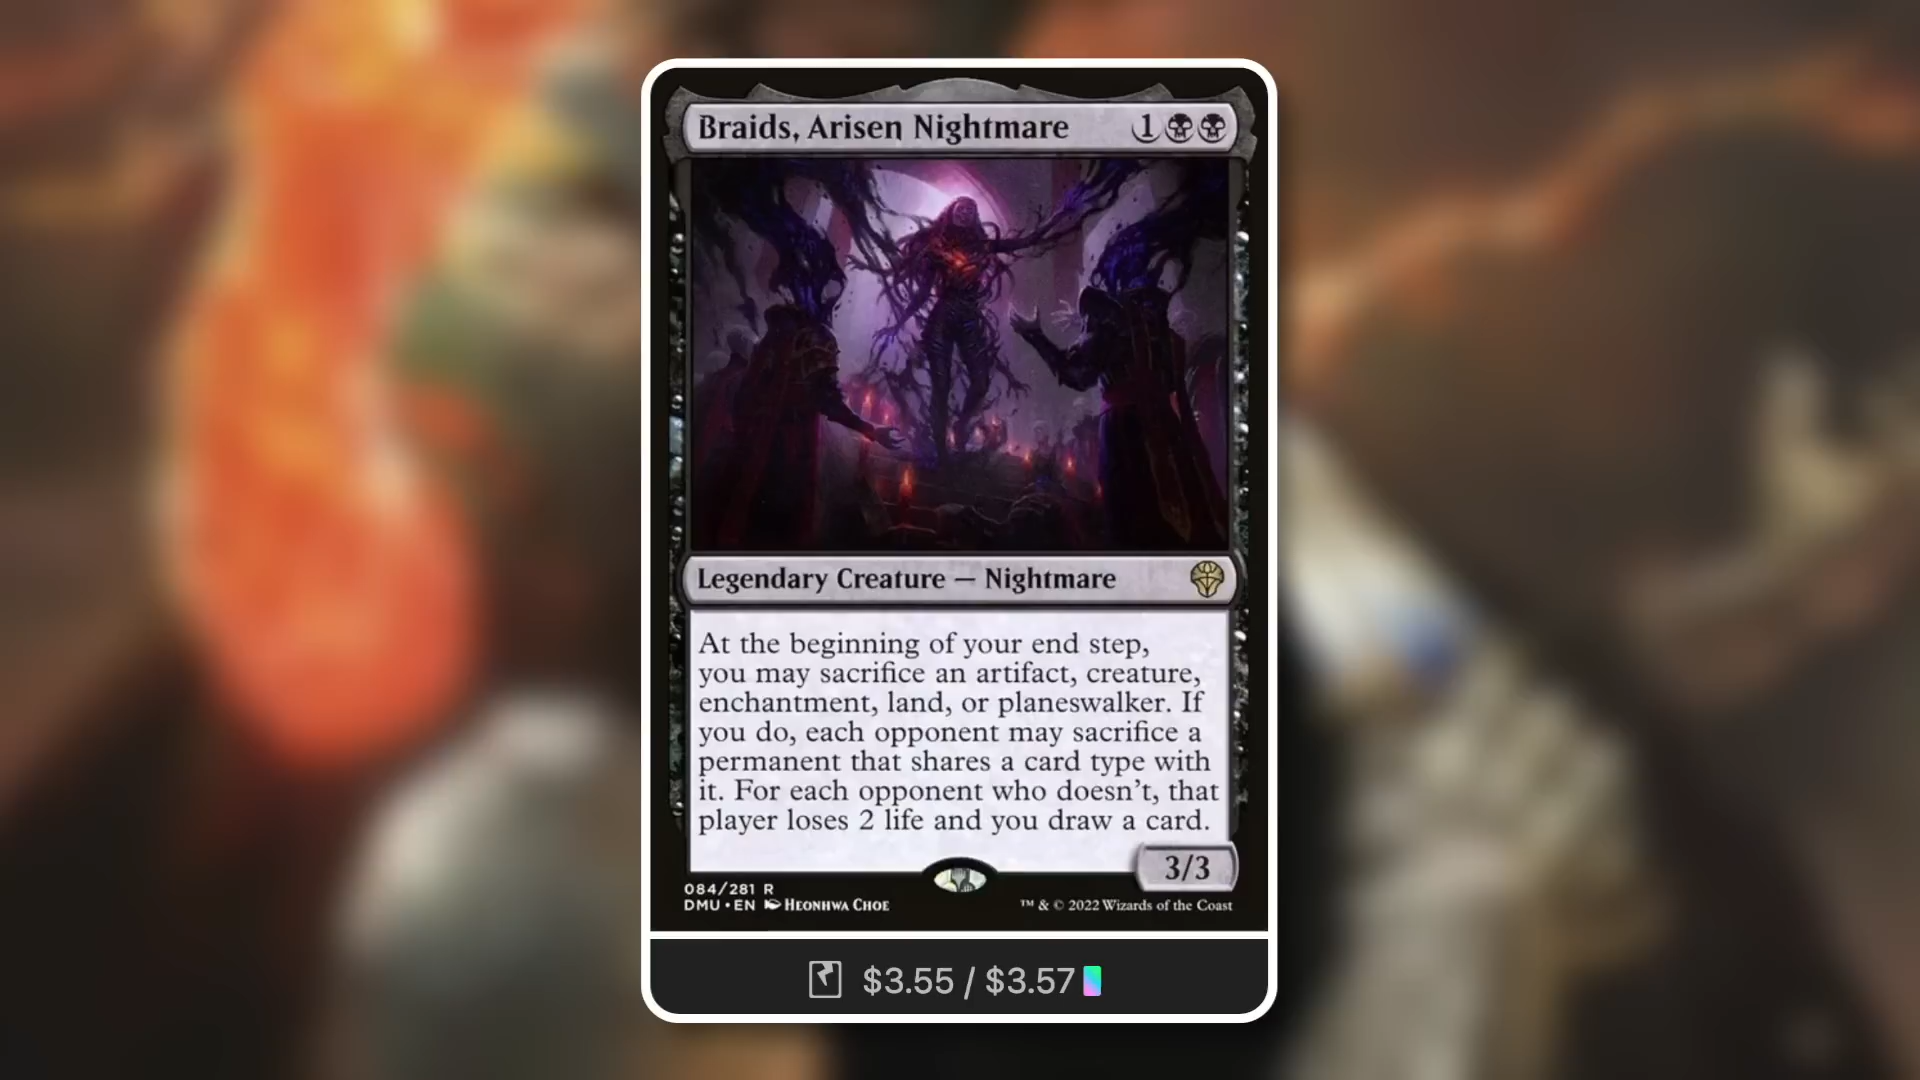 Braids, Arisen Nightmare 1
Legendary Creature — Nightmare
At the beginning of your end step,
you may sacrifice an artifact, creature,
enchantment, land, or planeswalker. If
you do, each opponent may sacrifice a
permanent that shares a card type with
it. For each opponent who doesn't, that
player loses 2 life and you draw a card.
3/3
084/281 R
DMU • EN HEONHWA CHOE
™ & © 2022 Wizards of the Coast
$3.55 / $3.57